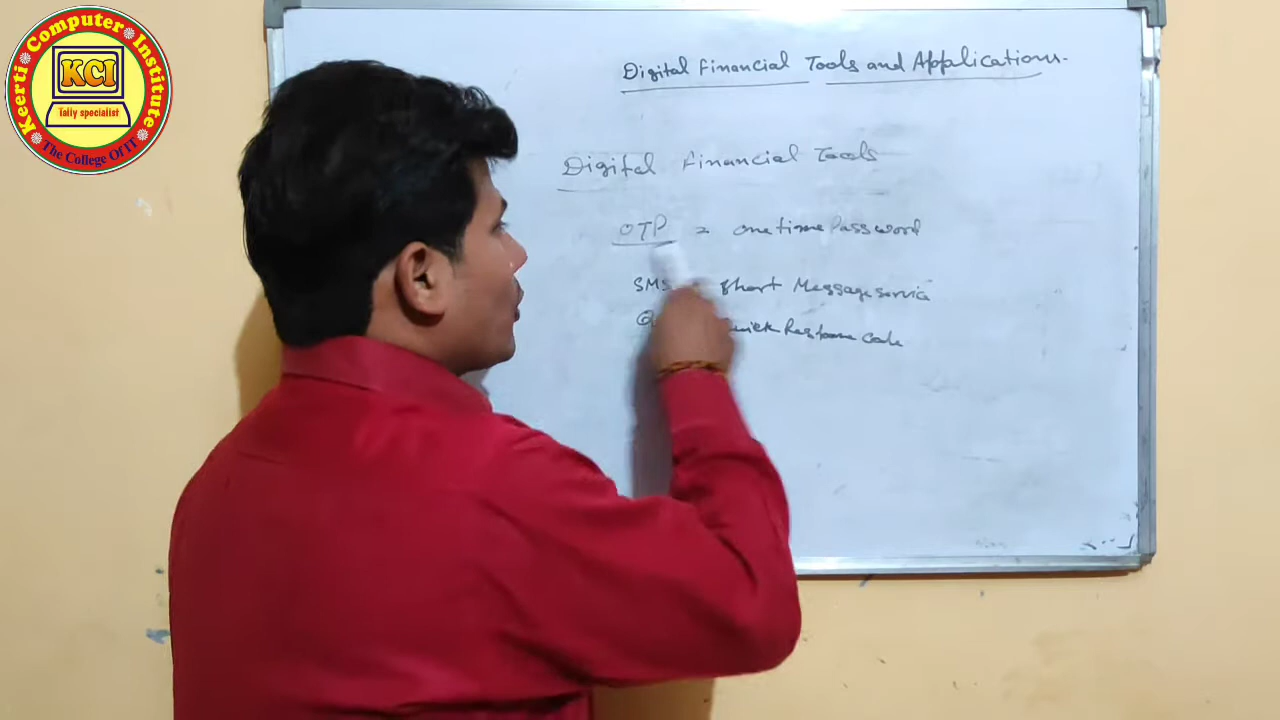 Keerti Computer Institute
KCI
Tally specialist
The College Of IT
Digital Financial Tools and Applications.
Digital Financial Tools
OTP = one time Password
SMS Short Message service
Q Response Code